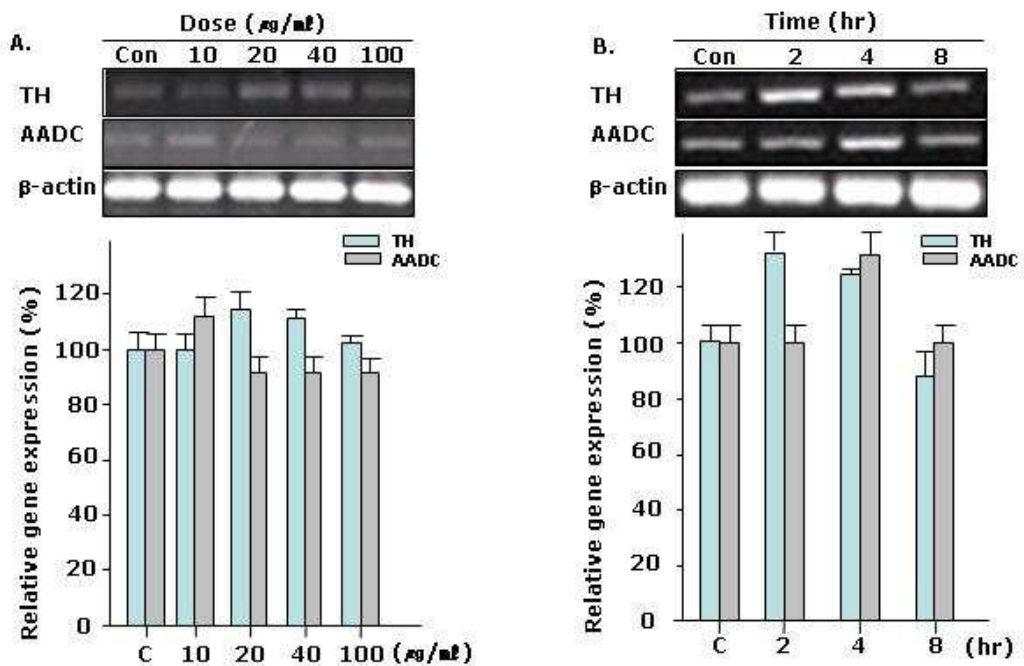 A.
Dose (㎍/㎖)
Con 10 20 40 100
TH
AADC
β-actin
TH
AADC
Relative gene expression (%)
120
100
80
60
40
20
0
C 10 20 40 100 (㎍/㎖)
B.
Time (hr)
Con 2 4 8
TH
AADC
β-actin
TH
AADC
Relative gene expression (%)
120
100
80
60
40
20
0
C 2 4 8 (hr)